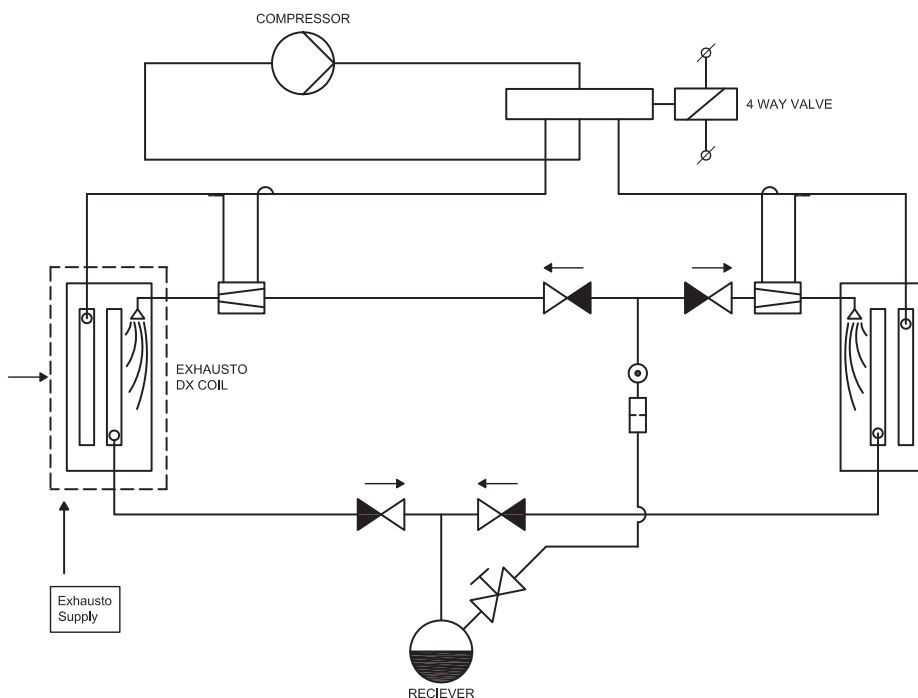 COMPRESSOR
4 WAY VALVE
EXHAUSTO
DX COIL
Exhausto
Supply
RECIEVER